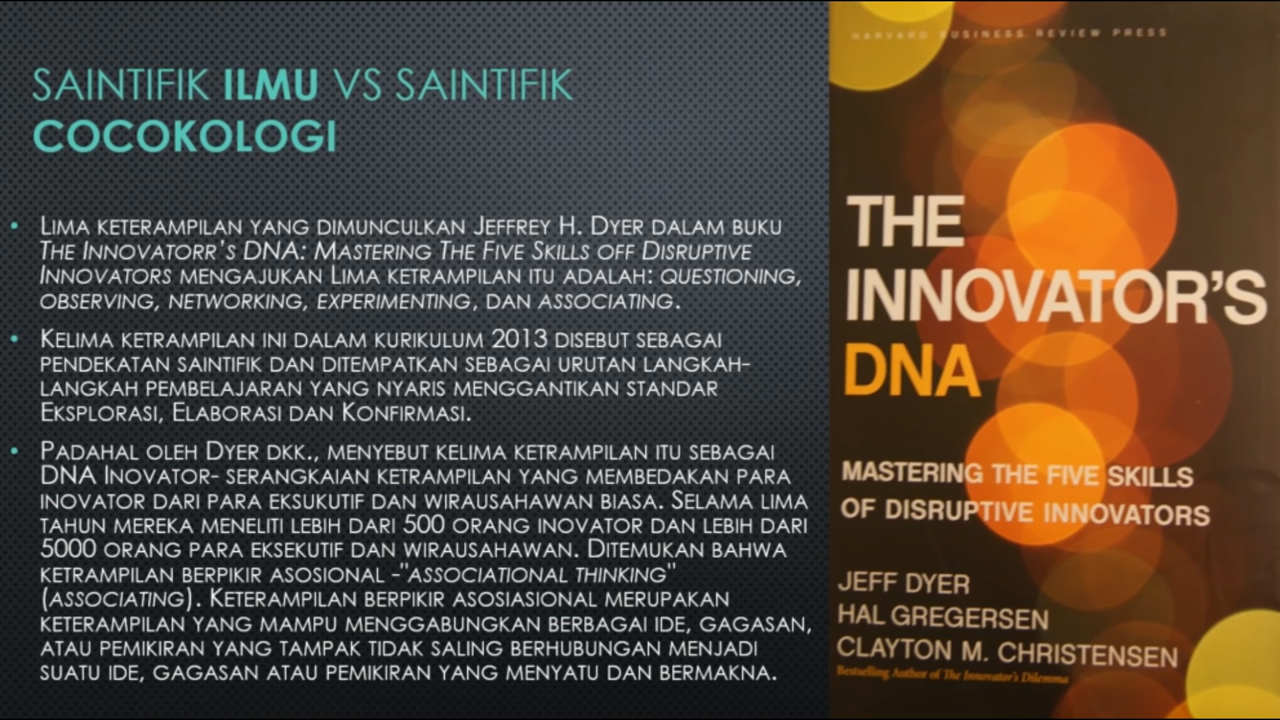 SAINTIFIK ILMU VS SAINTIFIK
COCOKOLOGI
• LIMA KETERAMPILAN YANG DIMUNCULKAN JEFFREY H. DYER DALAM BUKU
THE INNOVATORR'S DNA: MASTERING THE FIVE SKILLS OFF DISRUPTIVE
INNOVATORS MENGAJUKAN LIMA KETRAMPILAN ITU ADALAH: QUESTIONING,
OBSERVING, NETWORKING, EXPERIMENTING, DAN ASSOCIATING.
• KELIMA KETRAMPILAN INI DALAM KURIKULUM 2013 DISEBUT SEBAGAI
PENDEKATAN SAINTIFIK DAN DITEMPATKAN SEBAGAI URUTAN LANGKAH-
LANGKAH PEMBELAJARAN YANG NYARIS MENGGANTIKAN STANDAR
EKSPLORASI, ELABORASI DAN KONFIRMASI.
• PADAHAL OLEH DYER DKK., MENYEBUT KELIMA KETRAMPILAN ITU SEBAGAI
DNA INOVATOR- SERANGKAIAN KETRAMPILAN YANG MEMBEDAKAN PARA
INOVATOR DARI PARA EKSUKUTIF DAN WIRAUSAHAWAN BIASA. SELAMA LIMA
TAHUN MEREKA MENELITI LEBIH DARI 500 ORANG INOVATOR DAN LEBIH DARI
5000 ORANG PARA EKSEKUTIF DAN WIRAUSAHAWAN. DITEMUKAN BAHWA
KETRAMPILAN BERPIKIR ASOSIONAL -"ASSOCIATIONAL THINKING"
(ASSOCIATING). KETERAMPILAN BERPIKIR ASOSIASIONAL MERUPAKAN
KETERAMPILAN YANG MAMPU MENGGABUNGKAN BERBAGAI IDE, GAGASAN,
ATAU PEMIKIRAN YANG TAMPAK TIDAK SALING BERHUBUNGAN MENJADI
SUATU IDE, GAGASAN ATAU PEMIKIRAN YANG MENYATU DAN BERMAKNA.
HARVARD BUSINESS REVIEW PRESS
THE
INNOVATOR'S
DNA
MASTERING THE FIVE SKILLS
OF DISRUPTIVE INNOVATORS
JEFF DYER
HAL GREGERSEN
CLAYTON M. CHRISTENSEN
Bestselling Author of The Innovator's Dilemma